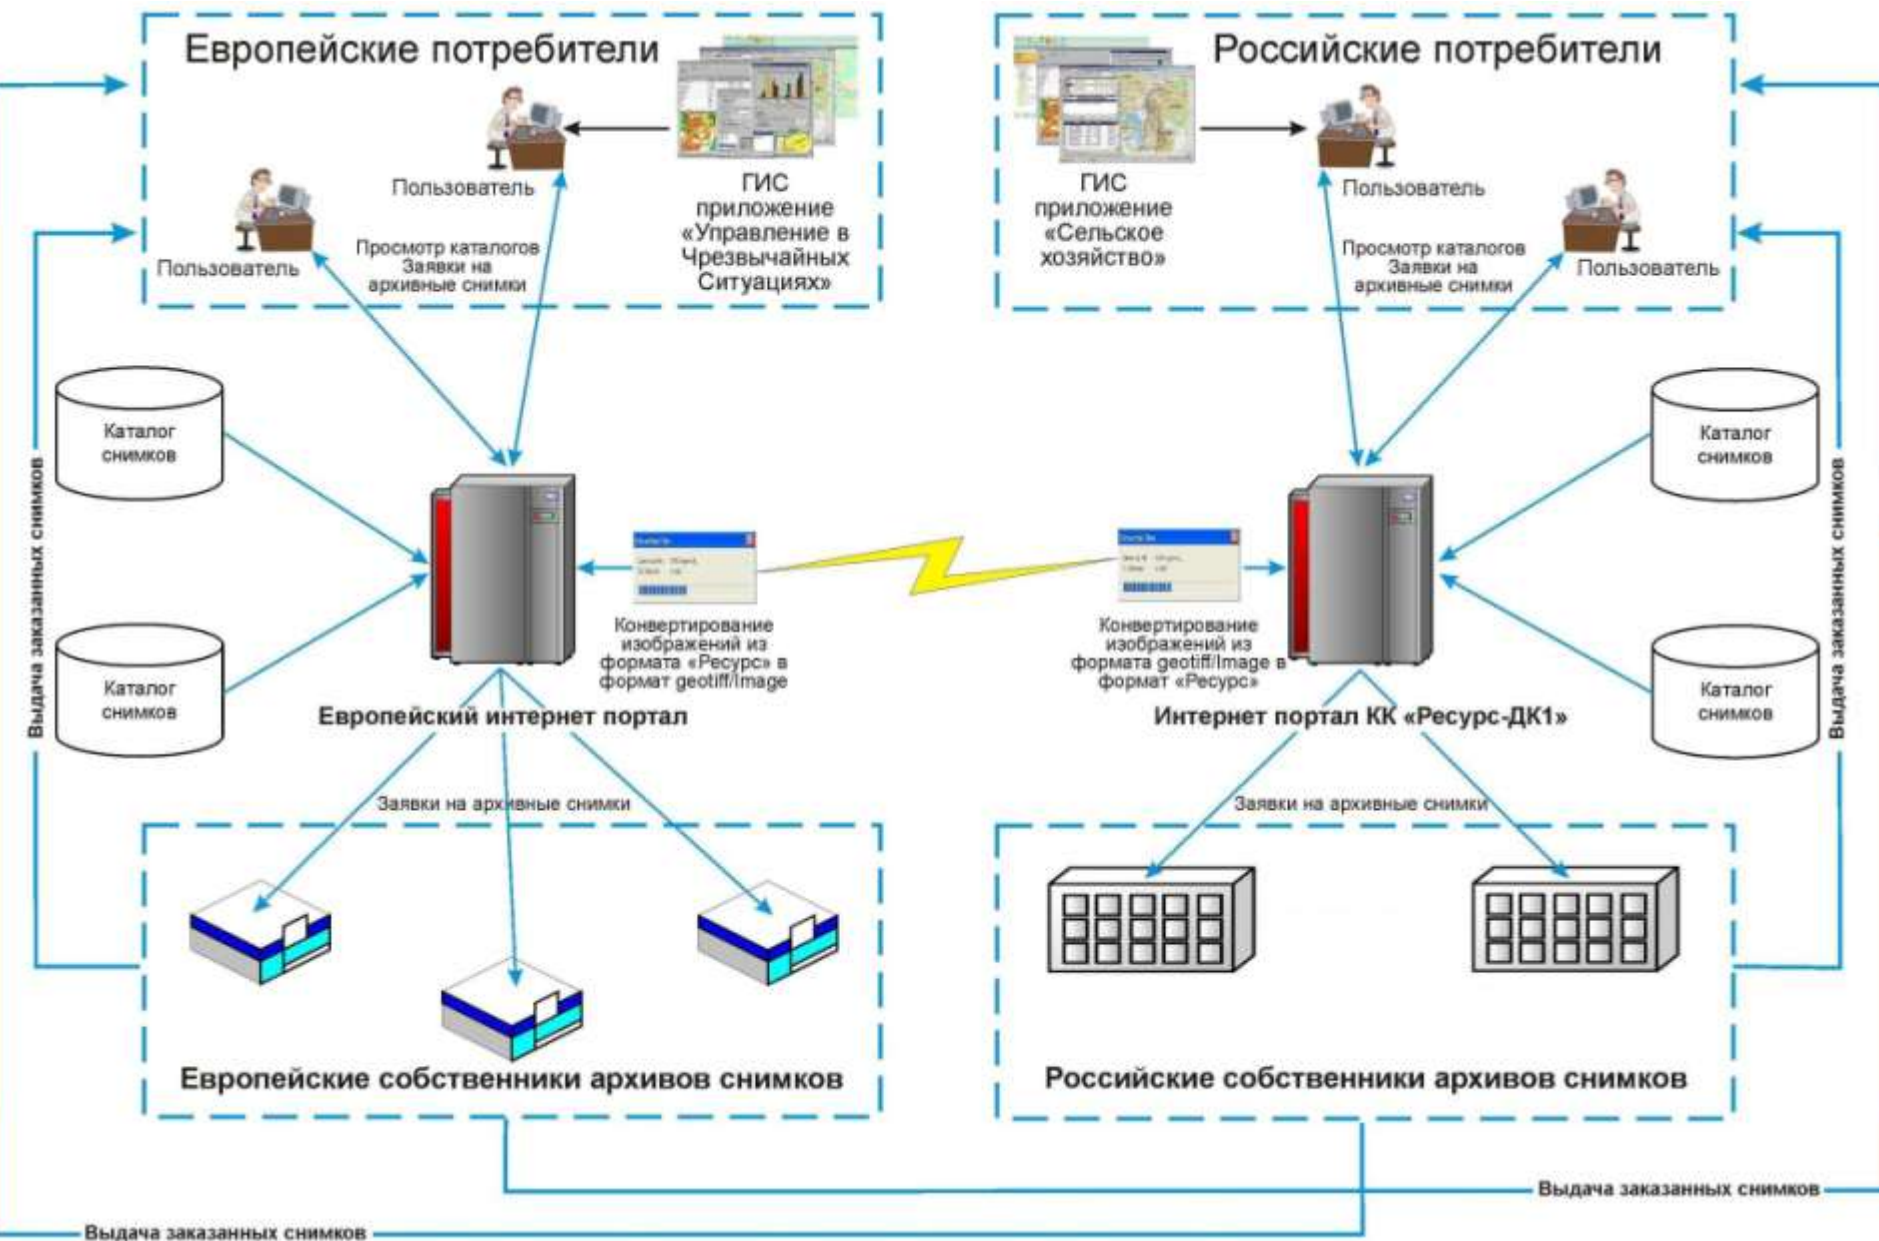 Европейские потребители
Российские потребители
Пользователь
Пользователь
Просмотр каталогов
Заявки на
архивные снимки
ГИС
приложение
«Управление в
Чрезвычайных
Ситуациях»
ГИС
приложение
«Сельское
хозяйство»
Пользователь
Пользователь
Просмотр каталогов
Заявки на
архивные снимки
Каталог
снимков
Каталог
снимков
Выдача заказанных снимков
Конвертирование
изображений из
формата «Ресурс» в
формат geotiff/Image
Конвертирование
изображений из
формата geotiff/Image в
формат «Ресурс»
Каталог
снимков
Каталог
снимков
Выдача заказанных снимков
Европейский интернет портал
Интернет портал КК «Ресурс-ДК1»
Заявки на архивные снимки
Заявки на архивные снимки
Европейские собственники архивов снимков
Российские собственники архивов снимков
Выдача заказанных снимков
Выдача заказанных снимков